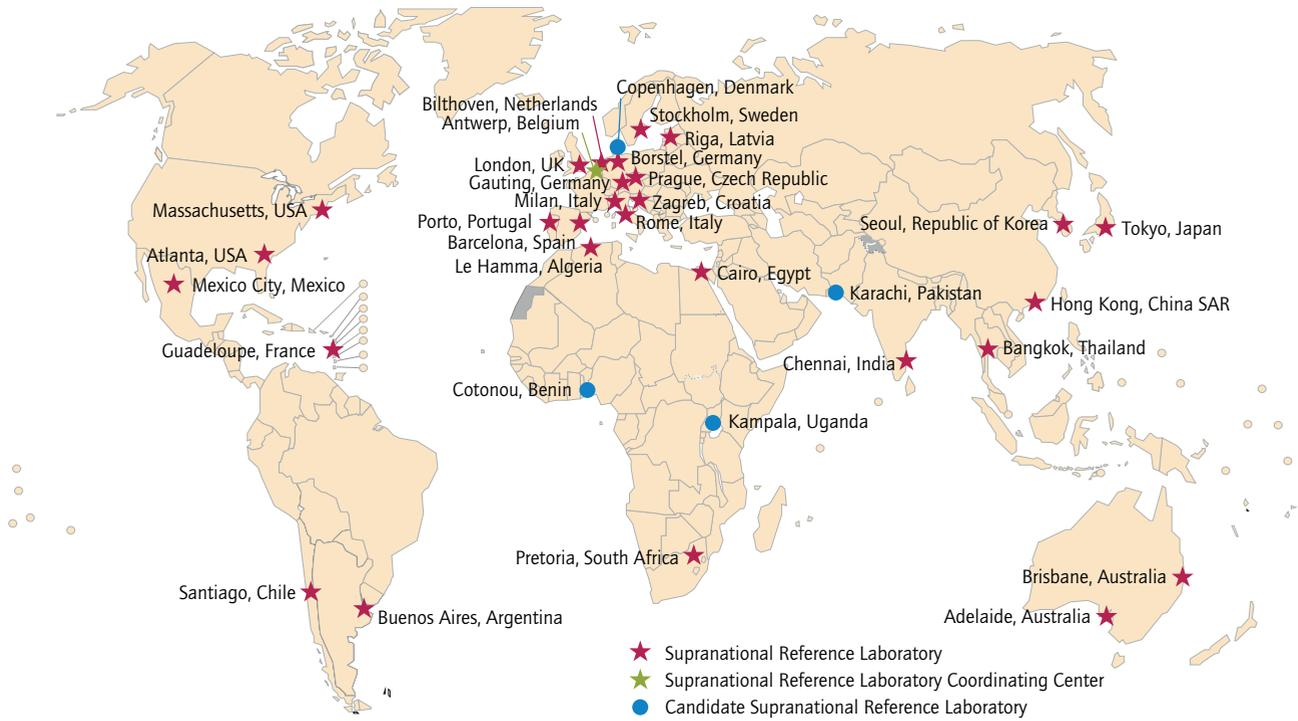 Copenhagen, Denmark
Bilthoven, Netherlands
Antwerp, Belgium
Stockholm, Sweden
Riga, Latvia
London, UK
Borstel, Germany
Gauting, Germany
Prague, Czech Republic
Milan, Italy
Zagreb, Croatia
Massachusetts, USA
Porto, Portugal
Rome, Italy
Seoul, Republic of Korea
Tokyo, Japan
Barcelona, Spain
Atlanta, USA
Le Hamma, Algeria
Cairo, Egypt
Mexico City, Mexico
Karachi, Pakistan
Hong Kong, China SAR
Guadeloupe, France
Chennai, India
Bangkok, Thailand
Cotonou, Benin
Kampala, Uganda
Pretoria, South Africa
Brisbane, Australia
Santiago, Chile
Buenos Aires, Argentina
Adelaide, Australia
Supranational Reference Laboratory
Supranational Reference Laboratory Coordinating Center
Candidate Supranational Reference Laboratory